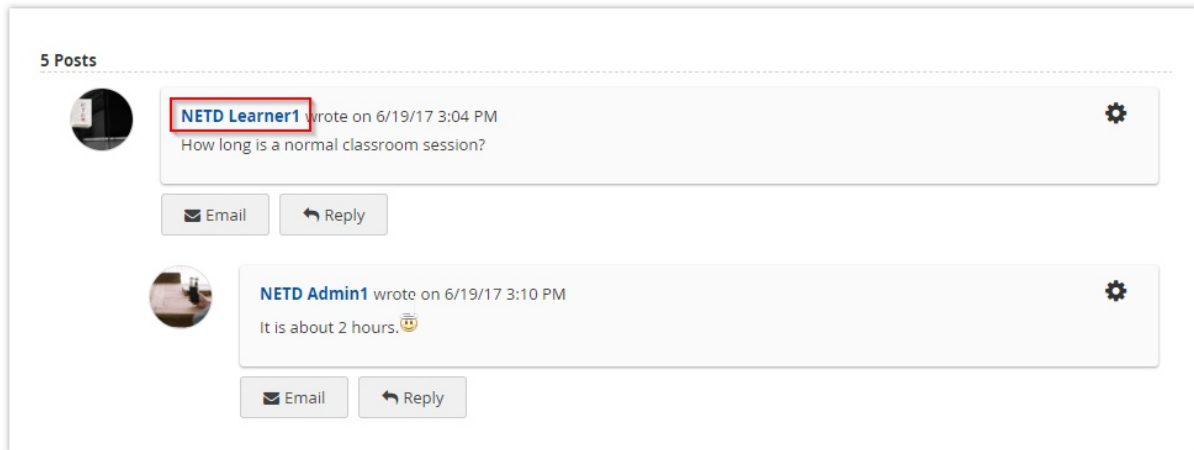 5 Posts
NETD Learner1 wrote on 6/19/17 3:04 PM
How long is a normal classroom session?
Email
Reply
NETD Admin1 wrote on 6/19/17 3:10 PM
It is about 2 hours.
Email
Reply